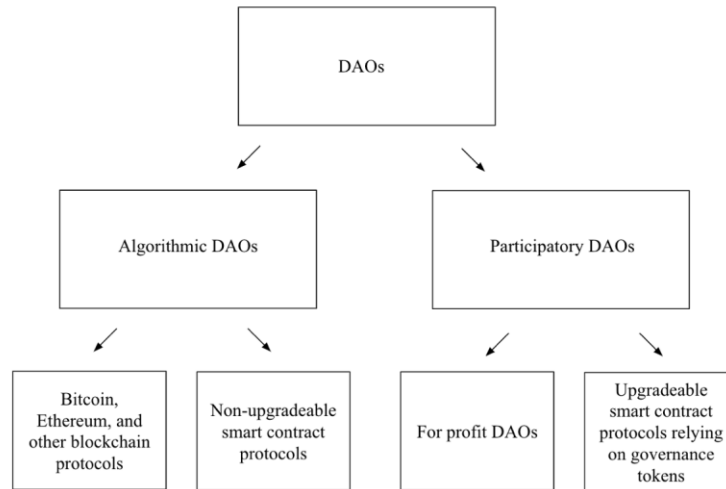 DAOs
Algorithmic DAOs
Participatory DAOs
Bitcoin,
Ethereum, and
other blockchain
protocols
Non-upgradeable
smart contract
protocols
For profit DAOs
Upgradeable
smart contract
protocols relying
on governance
tokens